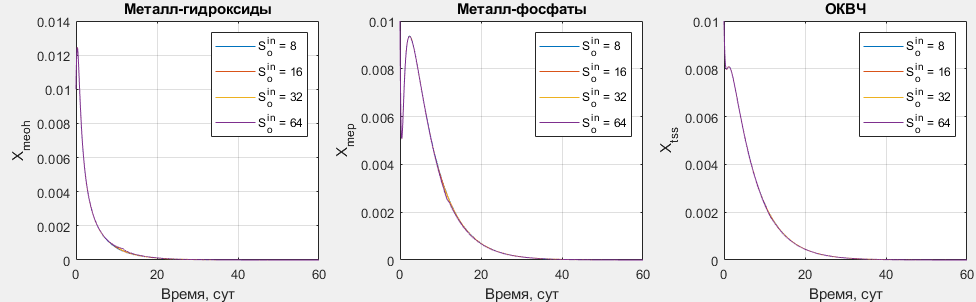 Металл-гидроксиды
0.014
0.012
0.01
0.008
0.006
0.004
0.002
0
X_meoh
S_o^in = 8
S_o^in = 16
S_o^in = 32
S_o^in = 64
0 20 40 60
Время, сут
Металл-фосфаты
0.01
0.008
0.006
0.004
0.002
0
X_mep
S_o^in = 8
S_o^in = 16
S_o^in = 32
S_o^in = 64
0 20 40 60
Время, сут
ОКВЧ
0.01
0.008
0.006
0.004
0.002
0
X_tss
S_o^in = 8
S_o^in = 16
S_o^in = 32
S_o^in = 64
0 20 40 60
Время, сут